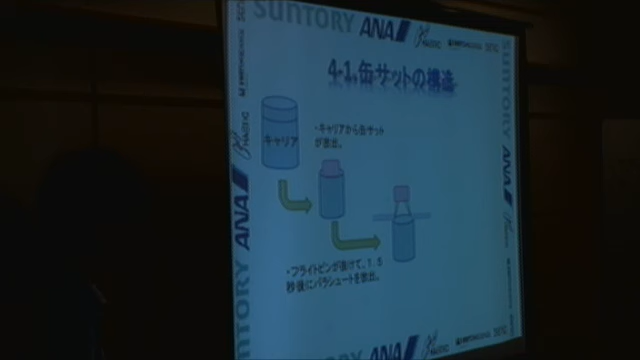 SUNTORY ANA HAGEIC
4-1.缶サットの構造
キャリア
・キャリアから缶サット
が放出。
・フライトピンが抜けて、1.5
秒後にパラシュートを放出。
SUNTORY ANA
SUNTORY ANA
ANA